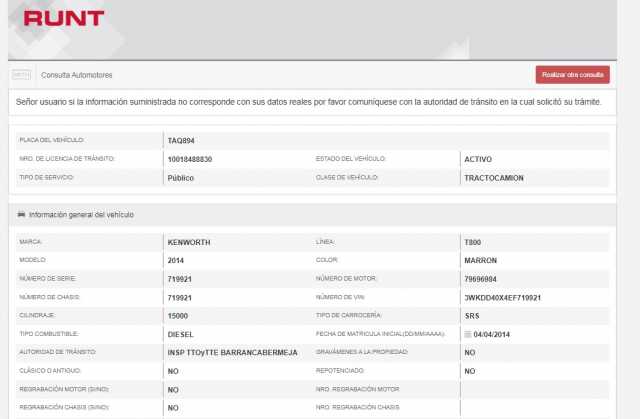 RUNT
Consulta Automotores
Realizar otra consulta
Señor usuario si la información suministrada no corresponde con sus datos reales por favor comuníquese con la autoridad de tránsito en la cual solicitó su trámite.
PLACA DEL VEHÍCULO: TAQ894
NRO. DE LICENCIA DE TRÁNSITO: 10018488830 ESTADO DEL VEHÍCULO: ACTIVO
TIPO DE SERVICIO: Público CLASE DE VEHÍCULO: TRACTOCAMION
Información general del vehículo
MARCA: KENWORTH LÍNEA: T800
MODELO: 2014 COLOR: MARRON
NÚMERO DE SERIE: 719921 NÚMERO DE MOTOR: 79696984
NÚMERO DE CHASIS: 719921 NÚMERO DE VIN: 3WKDD40X4EF719921
CILINDRAJE: 15000 TIPO DE CARROCERÍA: SRS
TIPO COMBUSTIBLE: DIESEL FECHA DE MATRICULA INICIAL(DD/MM/AAAA): 04/04/2014
AUTORIDAD DE TRÁNSITO: INSP TTOyTTE BARRANCABERMEJA GRAVÁMENES A LA PROPIEDAD: NO
CLÁSICO O ANTIGUO: NO REPOTENCIADO: NO
REGRABACIÓN MOTOR (SI/NO): NO NRO. REGRABACIÓN MOTOR
REGRABACIÓN CHASIS (SI/NO): NO NRO. REGRABACIÓN CHASIS